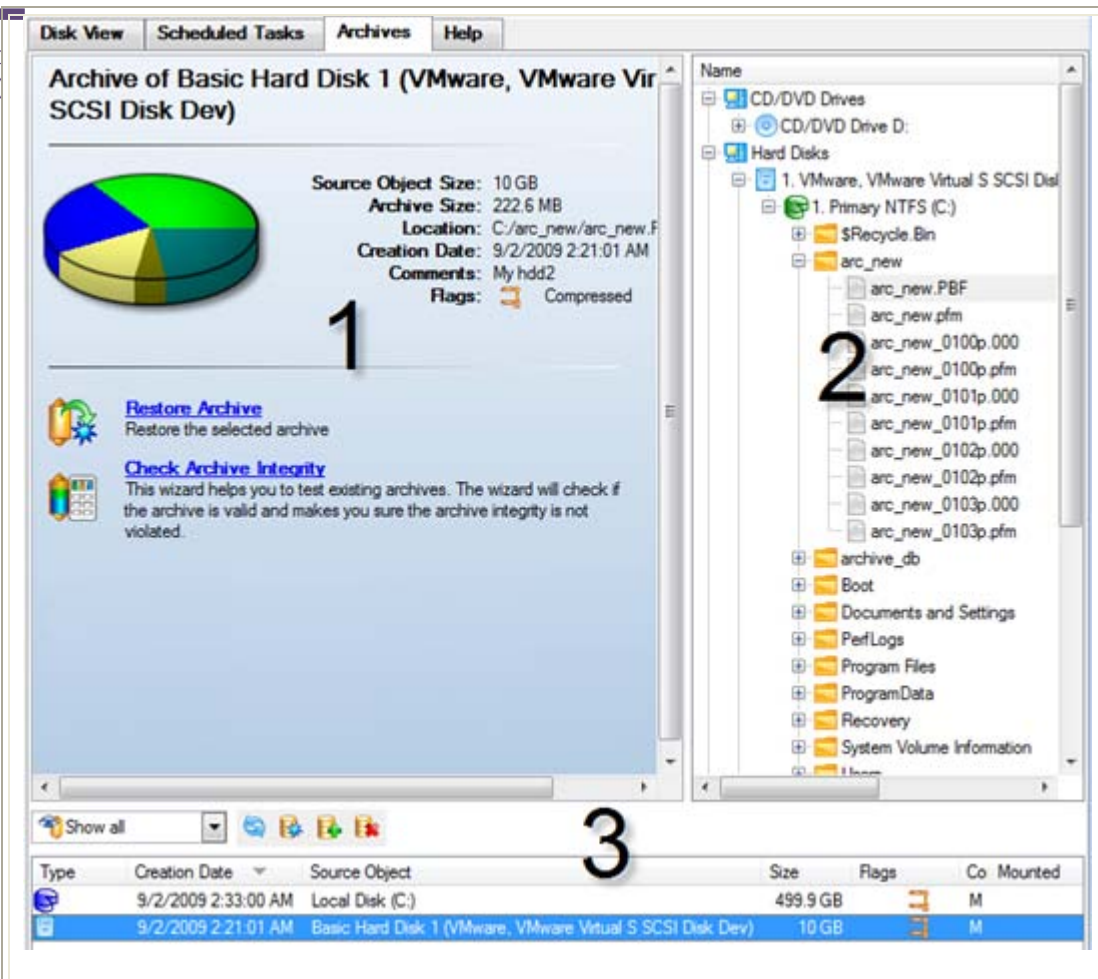 Disk View Scheduled Tasks Archives Help
Archive of Basic Hard Disk 1 (VMware, VMware Vir
SCSI Disk Dev)
Source Object Size: 10 GB
Archive Size: 222.6 MB
Location: C:/arc_new/arc_new.F
Creation Date: 9/2/2009 2:21:01 AM
Comments: My hdd2
Flags: Compressed
1
Restore Archive
Restore the selected archive
Check Archive Integrity
This wizard helps you to test existing archives. The wizard will check if
the archive is valid and makes you sure the archive integrity is not
violated.
Name
CD/DVD Drives
CD/DVD Drive D:
Hard Disks
1. VMware, VMware Virtual S SCSI Disl
1. Primary NTFS (C:)
$Recycle.Bin
arc_new
arc_new.PBF
arc_new.pfm
arc_new_0100p.000
arc_new_0100p.pfm
arc_new_0101p.000
arc_new_0101p.pfm
arc_new_0102p.000
arc_new_0102p.pfm
arc_new_0103p.000
arc_new_0103p.pfm
2
archive_db
Boot
Documents and Settings
PerfLogs
Program Files
ProgramData
Recovery
System Volume Information
Users
Show all
3
Type Creation Date Source Object Size Flags Co Mounted
9/2/2009 2:33:00 AM Local Disk (C:) 499.9 GB M
9/2/2009 2:21:01 AM Basic Hard Disk 1 (VMware, VMware Virtual S SCSI Disk Dev) 10 GB M